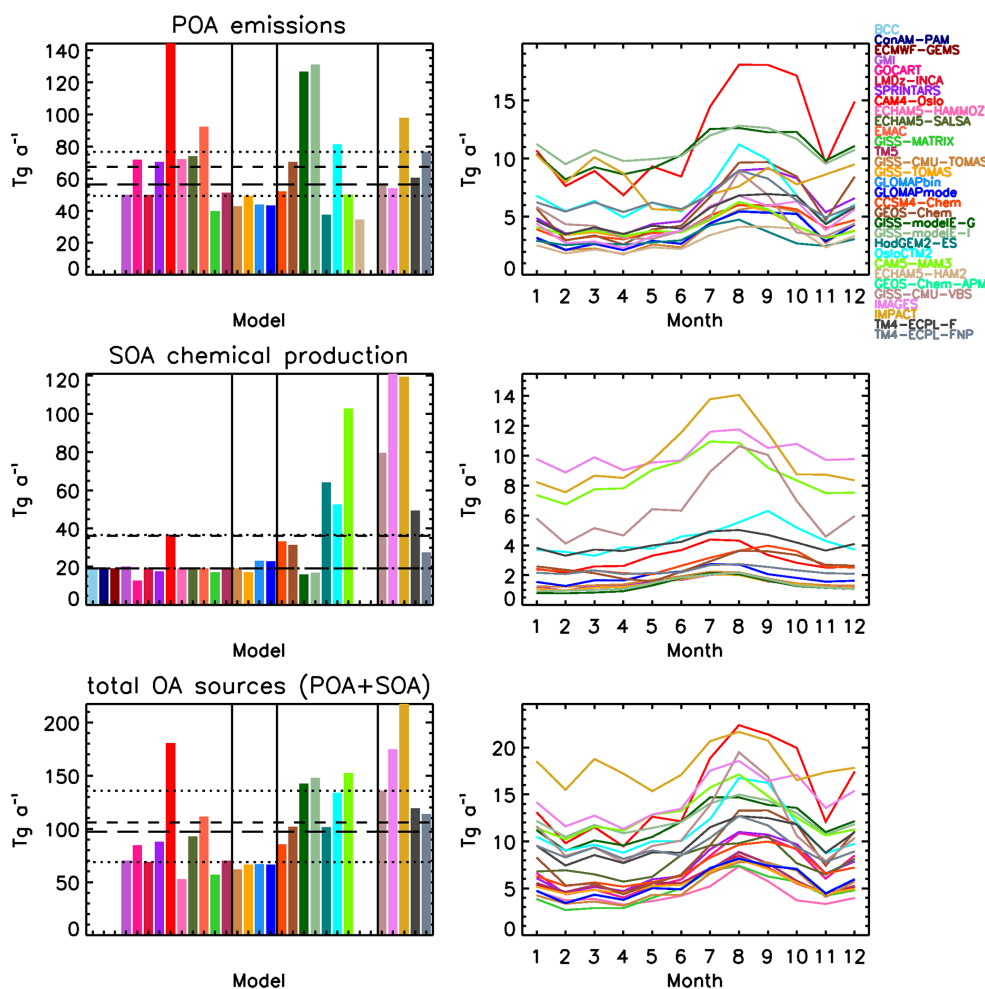 POA emissions
140
120
100
80
60
40
20
0
Tg a⁻¹
Model
15
10
5
0
Tg a⁻¹
1 2 3 4 5 6 7 8 9 10 11 12
Month
BCC
CanAM-PAM
ECMWF-GEMS
GMI
GOCART
LMDz-INCA
SPRINTARS
CAM4-Oslo
ECHAM5-HAMMOZ
ECHAM5-SALSA
EMAC
GISS-MATRIX
TM5
GISS-CMU-TOMAS
GISS-TOMAS
GLOMAPbin
GLOMAPmode
CCSM4-Chem
GEOS-Chem
GISS-modelE-G
GISS-modelE-I
HadGEM2-ES
OsloCTM2
CAM5-MAM3
ECHAM5-HAM2
GEOS-Chem-APM
GISS-CMU-VBS
IMAGES
IMPACT
TM4-ECPL-F
TM4-ECPL-FNP
SOA chemical production
120
100
80
60
40
20
0
Tg a⁻¹
Model
14
12
10
8
6
4
2
0
Tg a⁻¹
1 2 3 4 5 6 7 8 9 10 11 12
Month
total OA sources (POA+SOA)
200
150
100
50
0
Tg a⁻¹
Model
20
15
10
5
0
Tg a⁻¹
1 2 3 4 5 6 7 8 9 10 11 12
Month